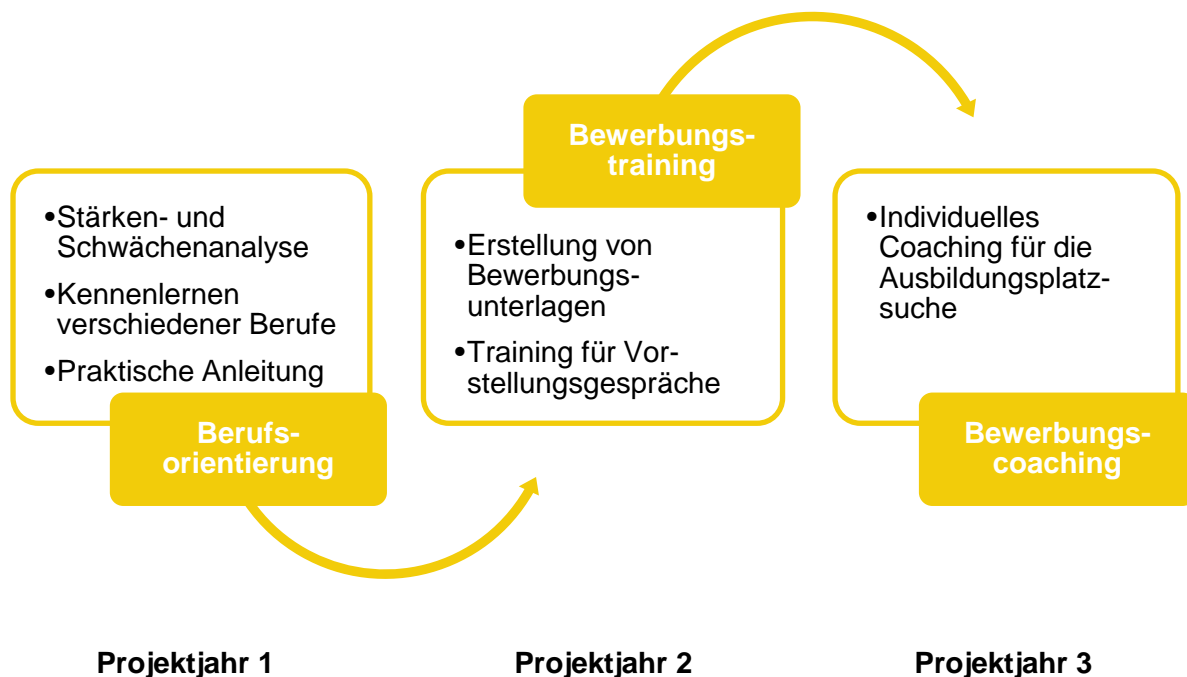 •Stärken- und
Schwächenanalyse
•Kennenlernen
verschiedener Berufe
•Praktische Anleitung
Berufs-
orientierung
Bewerbungs-
training
•Erstellung von
Bewerbungs-
unterlagen
•Training für Vor-
stellungsgespräche
•Individuelles
Coaching für die
Ausbildungsplatz-
suche
Bewerbungs-
coaching
Projektjahr 1
Projektjahr 2
Projektjahr 3